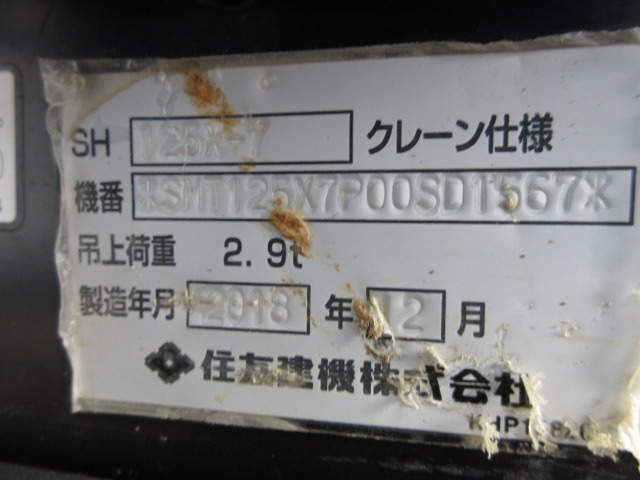 SH 125X-7 クレーン仕様
機番 *SMT125X7P00SD1567*
吊上荷重 2.9t
製造年月 2018 年 12 月
住友建機株式会社